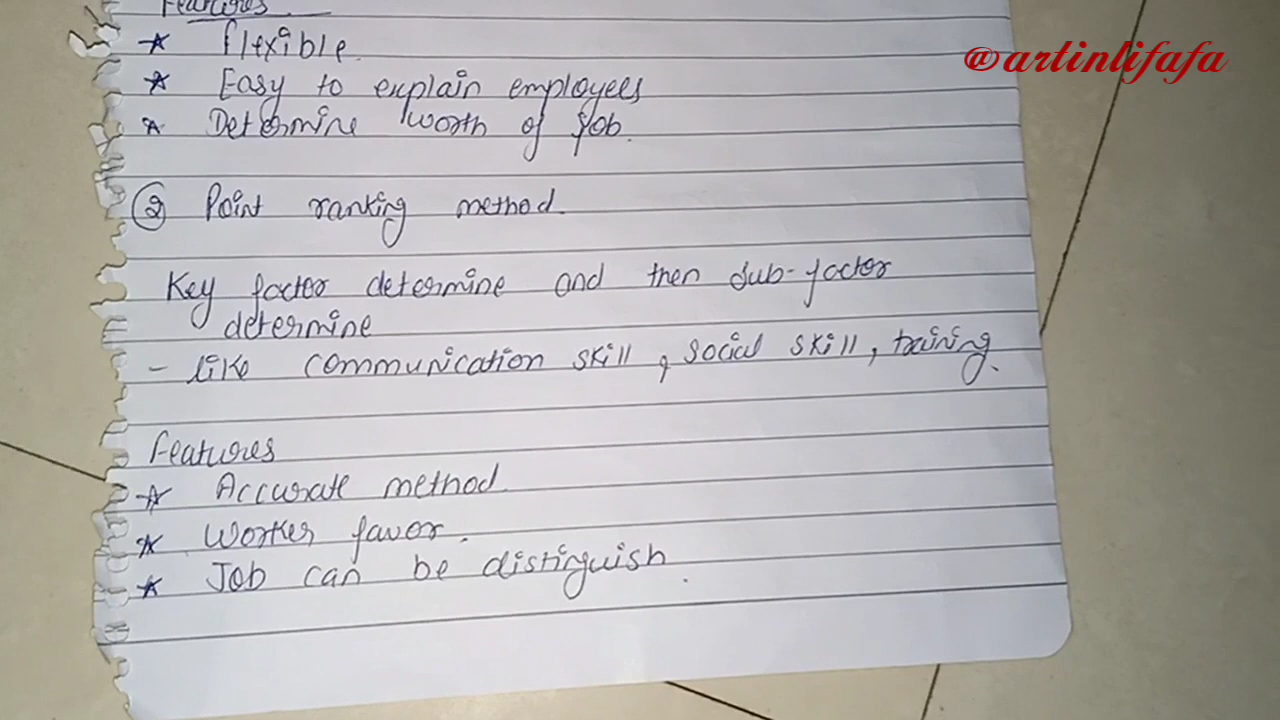 Features
@artinlifafa
* flexible.
* Easy to explain employees
* Determine worth of job.
② Point ranking method.
Key factor determine and then sub-factor
determine
- like communication skill, social skill, training.
Features
* Accurate method
* Worker favor.
* Job can be distinguish.